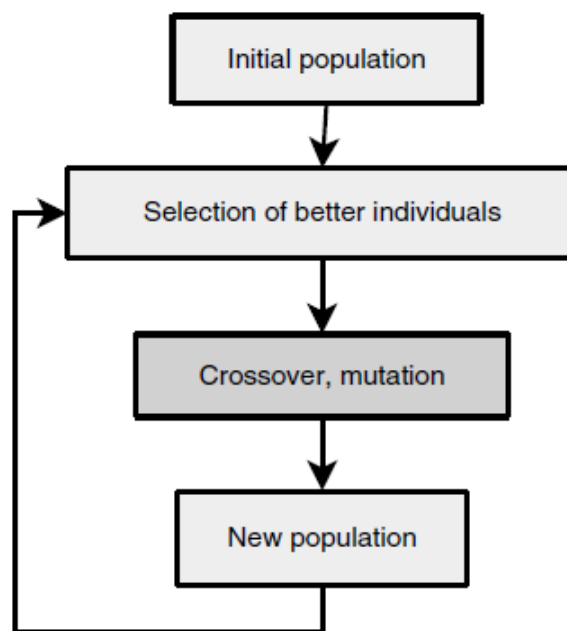 Initial population
Selection of better individuals
Crossover, mutation
New population